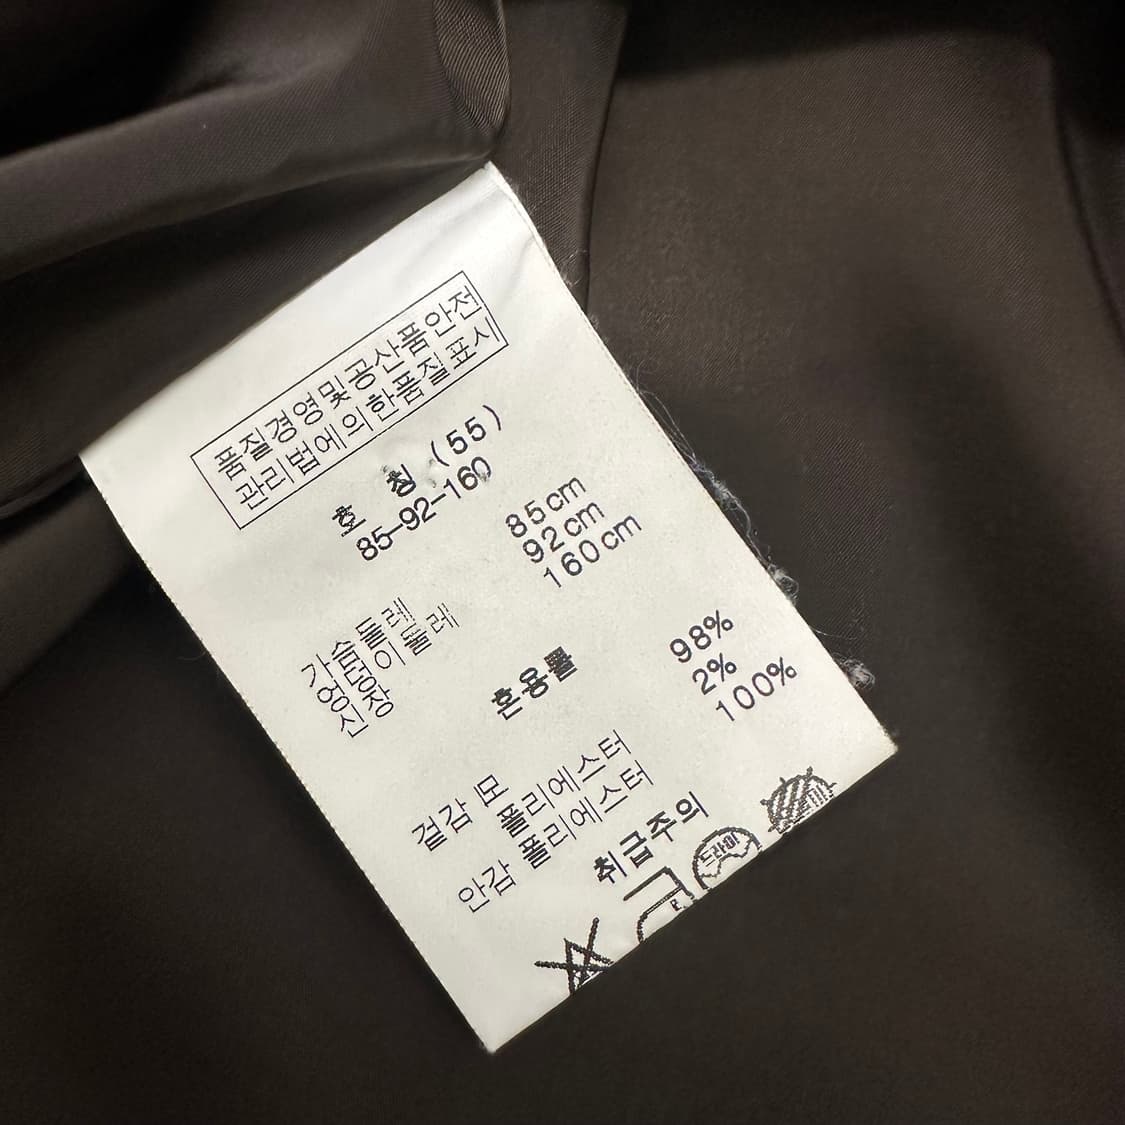 품질경영및공산품안전
관리법에의한품질표시
호 칭 (55)
85-92-160
가슴둘레 85cm
엉덩이둘레 92cm
신장 160cm
혼용률
겉감 모 98%
폴리에스터 2%
안감 폴리에스터 100%
취급주의
드라이